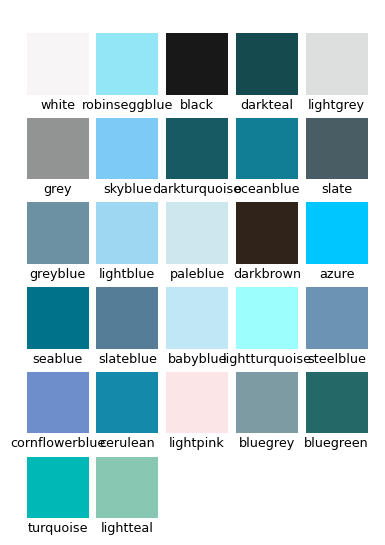 white robinseggblue black darkteal lightgrey
grey skyblue darkturquoise oceanblue slate
greyblue lightblue paleblue darkbrown azure
seablue slateblue babyblue lightturquoise steelblue
cornflowerblue cerulean lightpink bluegrey bluegreen
turquoise lightteal